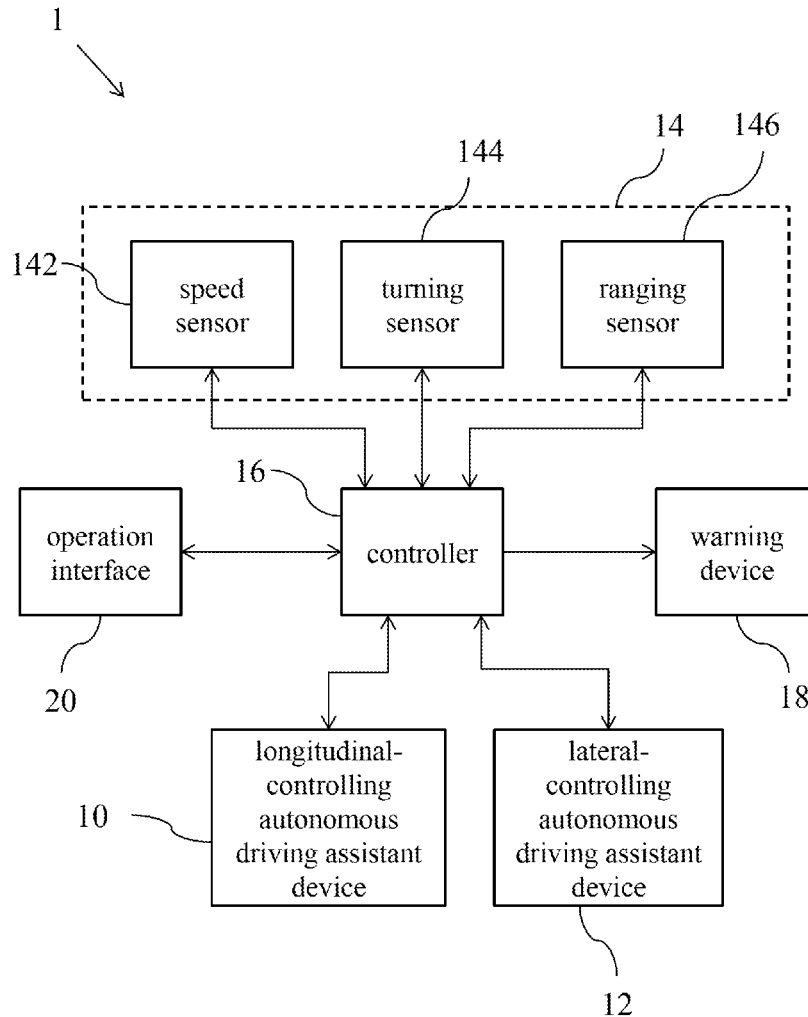 1
14
146
144
142
speed
sensor
turning
sensor
ranging
sensor
16
operation
interface
controller
warning
device
20
18
longitudinal-
controlling
autonomous
driving assistant
device
lateral-
controlling
autonomous
driving assistant
device
10
12